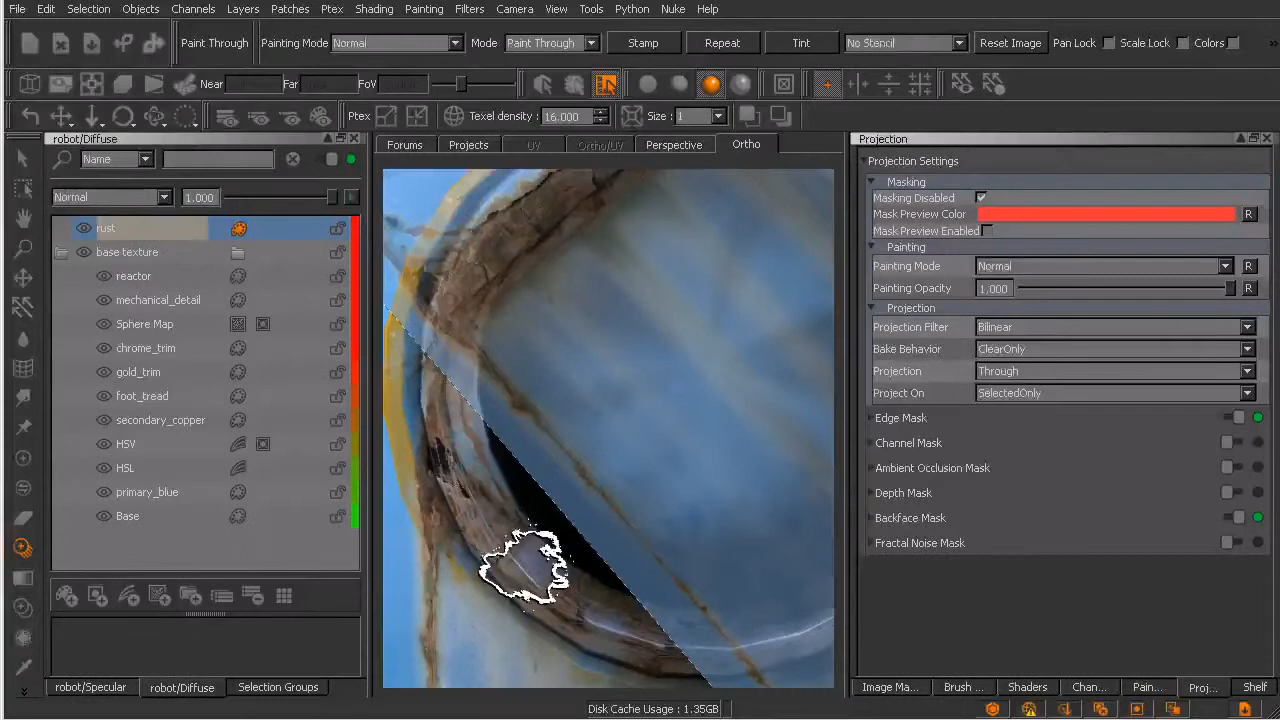 File Edit Selection Objects Channels Layers Patches Ptex Shading Painting Filters Camera View Tools Python Nuke Help
Paint Through Painting Mode Normal Mode Paint Through Stamp Repeat Tint No Stencil Reset Image Pan Lock Scale Lock Colors
Near Far FoV
Ptex Texel density: 16.000 Size : 1
robot/Diffuse
Name
Normal 1.000
rust
base texture
reactor
mechanical_detail
Sphere Map
chrome_trim
gold_trim
foot_tread
secondary_copper
HSV
HSL
primary_blue
Base
robot/Specular robot/Diffuse Selection Groups
Forums Projects UV Ortho/UV Perspective Ortho
Projection
Projection Settings
Masking
Masking Disabled
Mask Preview Color R
Mask Preview Enabled
Painting
Painting Mode Normal R
Painting Opacity 1.000 R
Projection
Projection Filter Bilinear
Bake Behavior ClearOnly
Projection Through
Project On SelectedOnly
Edge Mask
Channel Mask
Ambient Occlusion Mask
Depth Mask
Backface Mask
Fractal Noise Mask
Image Ma... Brush ... Shaders Chan... Pain... Proj... Shelf
Disk Cache Usage : 1.35GB